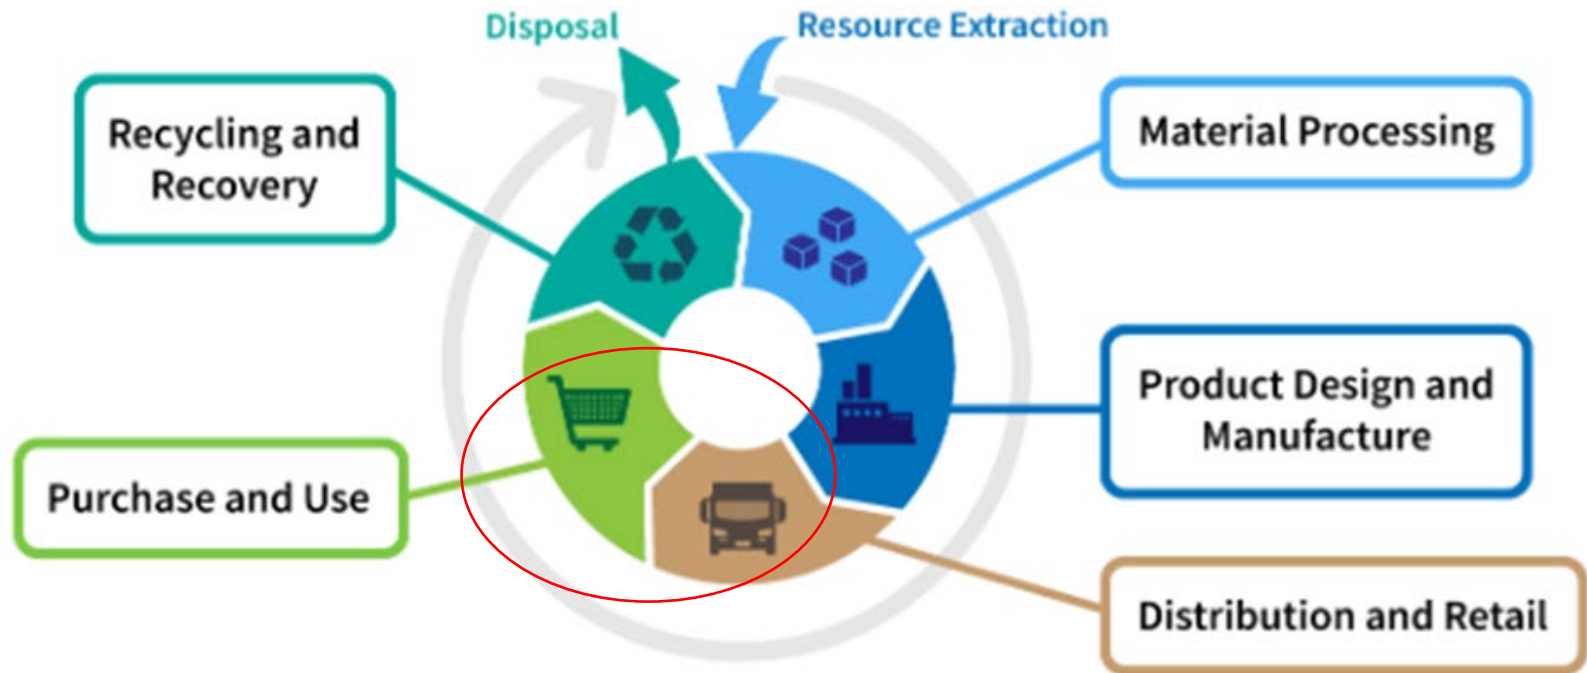 Disposal
Resource Extraction
Recycling and
Recovery
Material Processing
Product Design and
Manufacture
Purchase and Use
Distribution and Retail